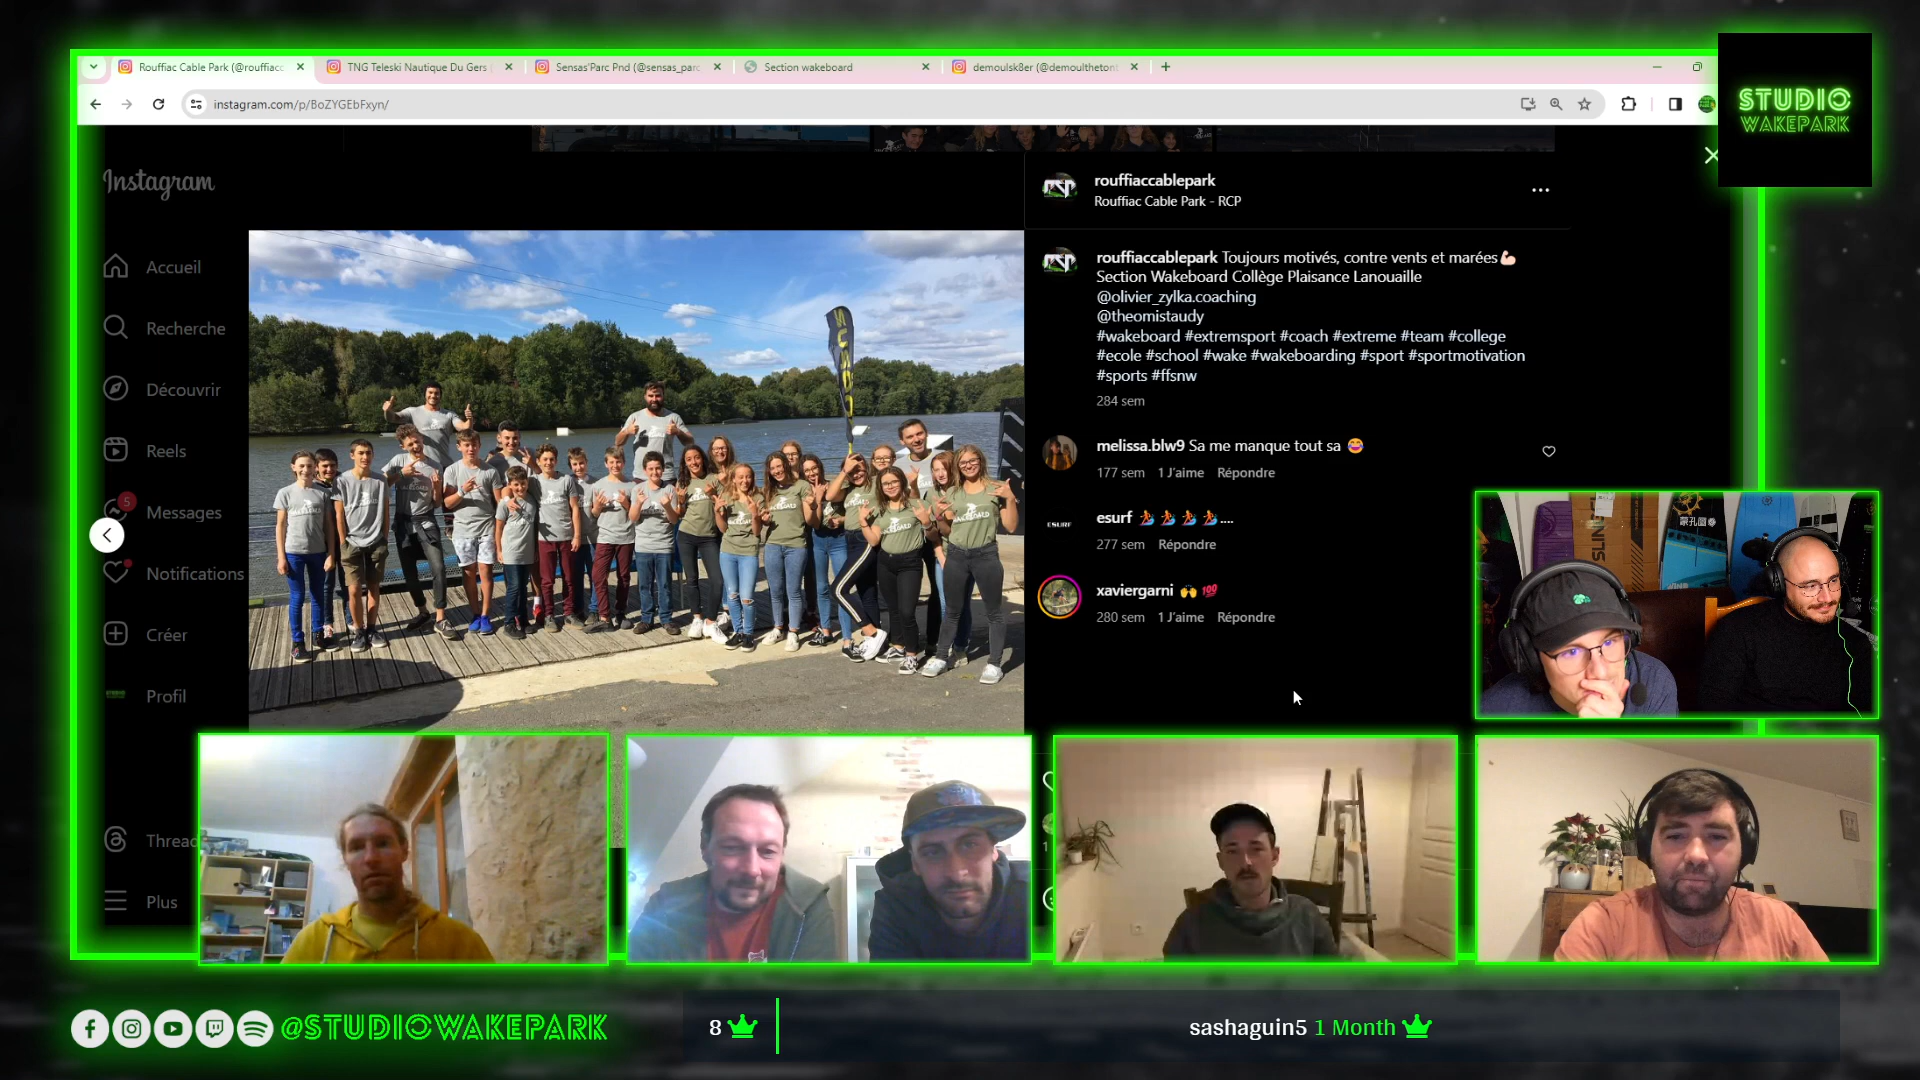 Rouffiac Cable Park (@rouffiacc
TNG Teleski Nautique Du Gers
Sensas'Parc Pnd (@sensas_parc
Section wakeboard
demoulsk8er (@demoulthetont
instagram.com/p/BoZYGEbFxyn/
STUDIO
WAKEPARK
Instagram
Accueil
Recherche
Découvrir
Reels
5
Messages
Notifications
Créer
Profil
Thread
Plus
rouffiaccablepark
Rouffiac Cable Park - RCP
rouffiaccablepark Toujours motivés, contre vents et marées💪🏻
Section Wakeboard Collège Plaisance Lanouaille
@olivier_zylka.coaching
@theomistaudy
#wakeboard #extremsport #coach #extreme #team #college
#ecole #school #wake #wakeboarding #sport #sportmotivation
#sports #ffsnw
284 sem
melissa.blw9 Sa me manque tout sa 😂
177 sem 1 J'aime Répondre
ESURF
esurf 🏄🏄🏄🏄....
277 sem Répondre
xaviergarni 🙌 💯
280 sem 1 J'aime Répondre
@STUDIOWAKEPARK
8
sashaguin5 1 Month